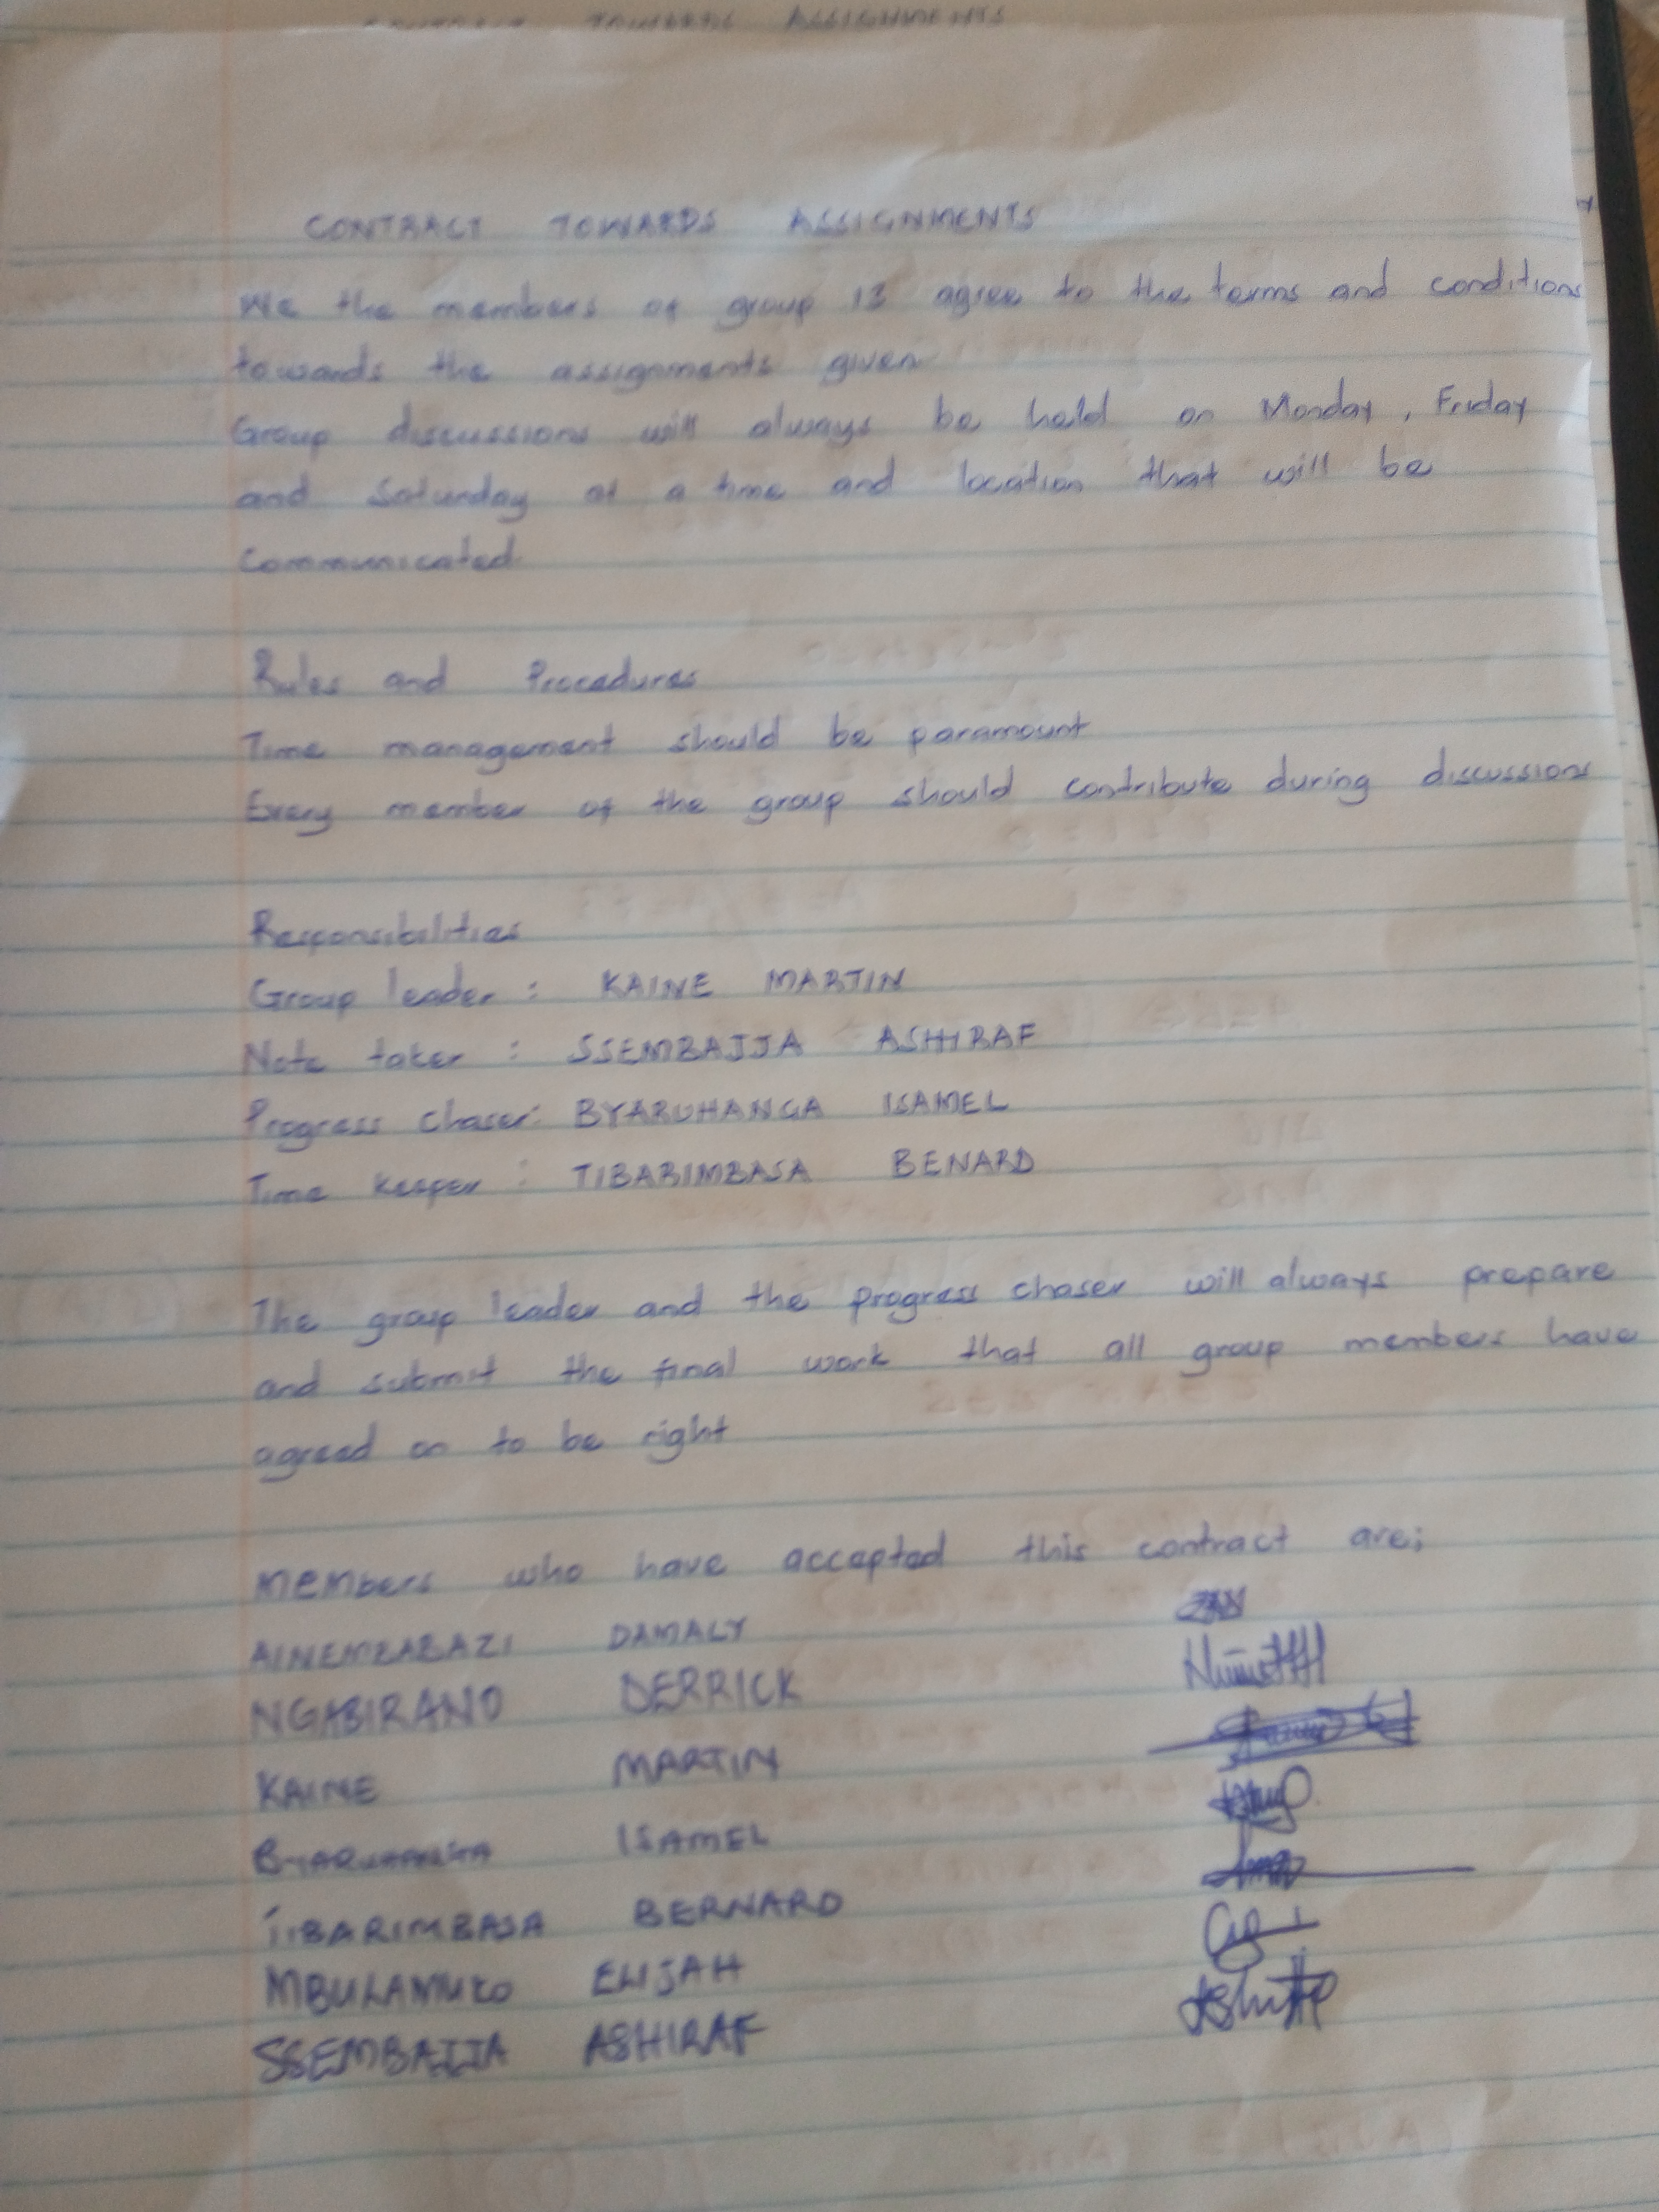 CONTRACT TOWARDS ASSIGNMENTS
CONTRACT TOWARDS ASSIGNMENTS
We the members of group 13 agree to the terms and conditions
towards the assignments given
Group discussions will always be held on Monday, Friday
and Saturday at a time and location that will be
communicated.
Rules and Procedures
Time management should be paramount
Every member of the group should contribute during discussions
Responsibilities
Group leader : KAINE MARTIN
Note taker : SSEMBAJJA ASHIRAF
Progress chaser: BYARUHANGA ISAMEL
Time keeper : TIBARIMBASA BENARD
The group leader and the progress chaser will always prepare
and submit the final work that all group members have
agreed on to be right
Members who have accepted this contract are;
AINEMBABAZI DAMALY
NGABIRANO DERRICK
KAINE MARTIN
BYARUHANGA ISAMEL
TIBARIMBASA BERNARD
MBULAMUKO ELIJAH
SSEMBAJJA ASHIRAF